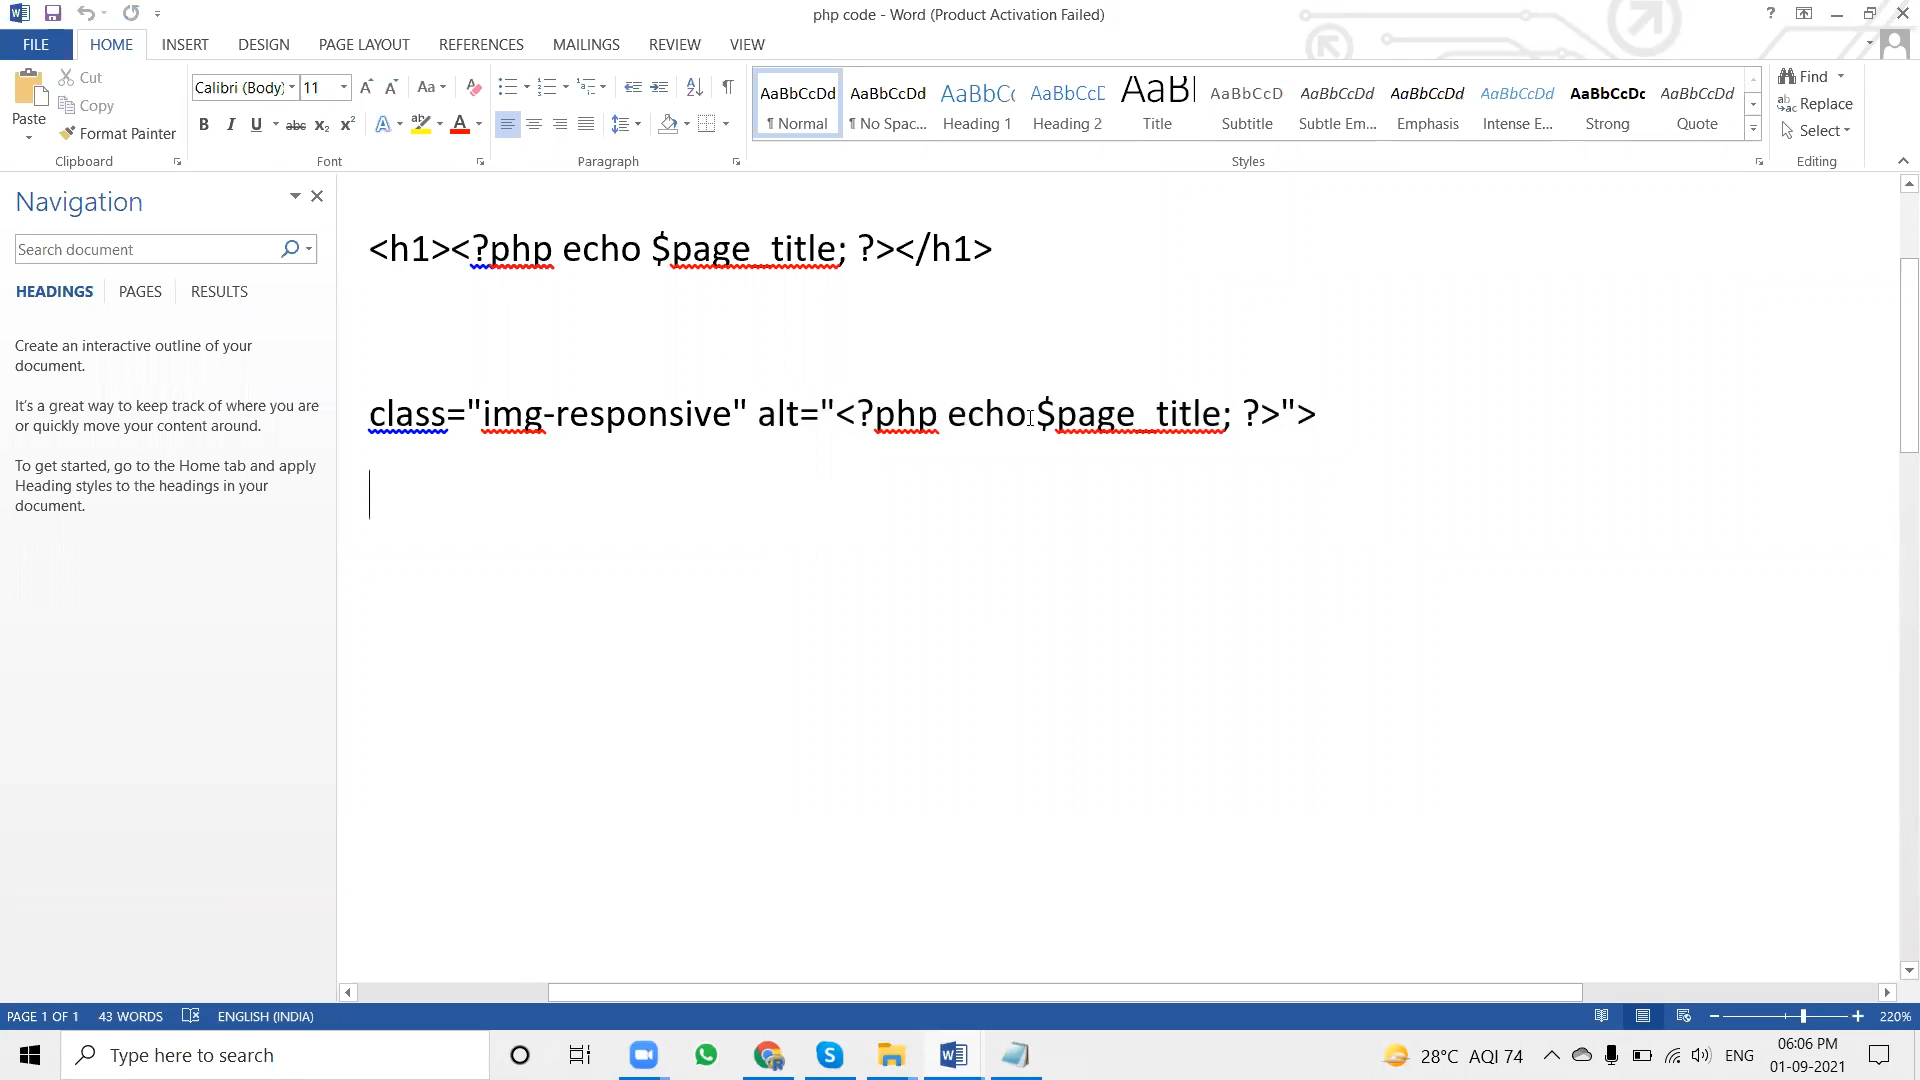 php code - Word (Product Activation Failed)
FILE HOME INSERT DESIGN PAGE LAYOUT REFERENCES MAILINGS REVIEW VIEW
Paste
Cut
Copy
Format Painter
Clipboard
Calibri (Body) 11
Font
Paragraph
AaBbCcDd AaBbCcDd AaBbC( AaBbCcD AaB AaBbCcD AaBbCcDd AaBbCcDd AaBbCcDd AaBbCcDc AaBbCcDd
¶ Normal ¶ No Spac... Heading 1 Heading 2 Title Subtitle Subtle Em... Emphasis Intense E... Strong Quote
Styles
Find
Replace
Select
Editing
Navigation
Search document
HEADINGS PAGES RESULTS
Create an interactive outline of your
document.
It's a great way to keep track of where you are
or quickly move your content around.
To get started, go to the Home tab and apply
Heading styles to the headings in your
document.
<h1><?php echo $page_title; ?></h1>
class="img-responsive" alt="<?php echo $page_title; ?>">
PAGE 1 OF 1 43 WORDS ENGLISH (INDIA) 220%
Type here to search
28°C AQI 74 ENG
06:06 PM
01-09-2021